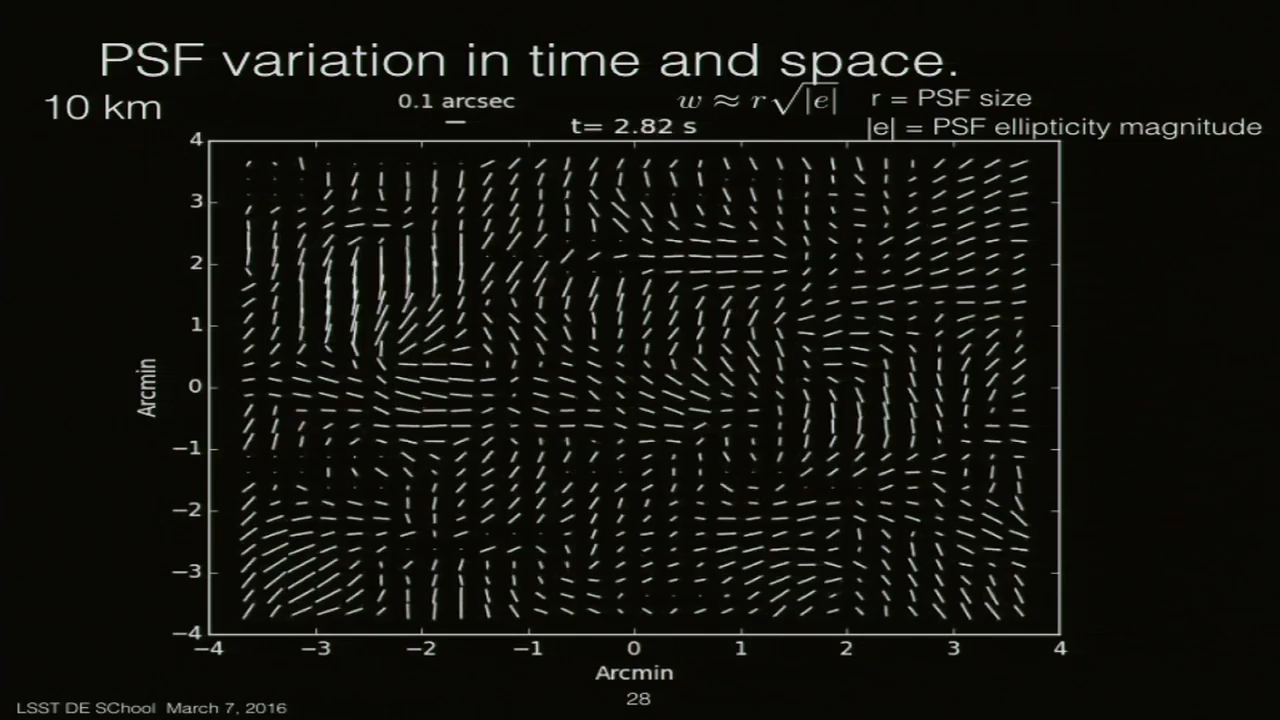 PSF variation in time and space.
10 km
0.1 arcsec
w ≈ r√|e|
r = PSF size
t= 2.82 s
|e| = PSF ellipticity magnitude
4
3
2
1
0
−1
−2
−3
−4
Arcmin
−4 −3 −2 −1 0 1 2 3 4
Arcmin
28
LSST DE SChool March 7, 2016